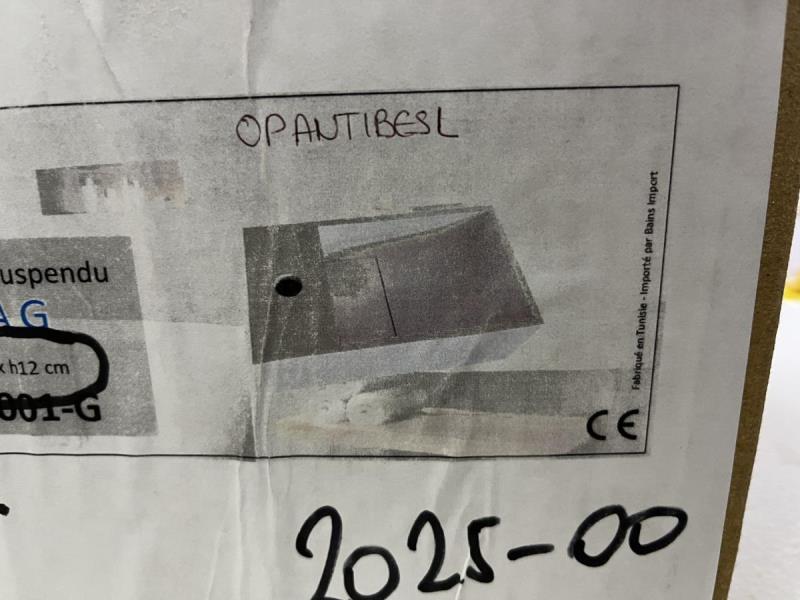 OPANTIBESL
uspendu
A G
x h12 cm
001-G
Fabriqué en Tunisie - Importé par Bains Import
CE
2025-00